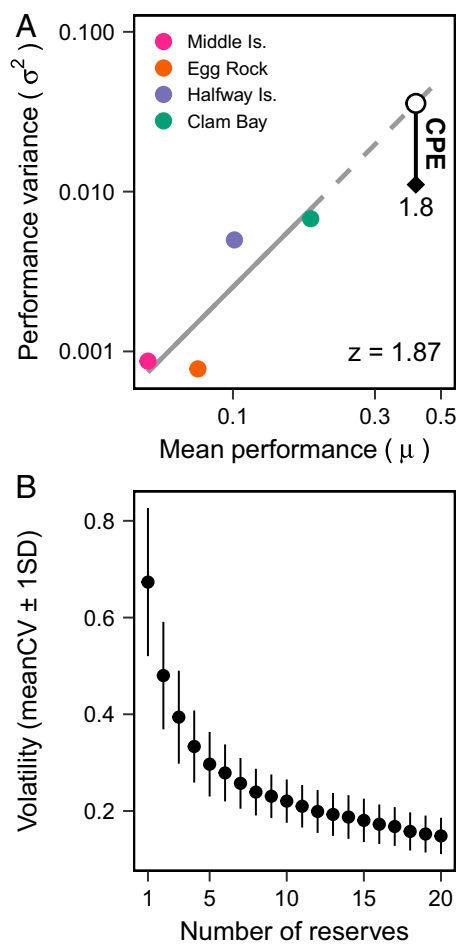 A
Performance variance ( σ² )
0.100
0.010
0.001
Middle Is.
Egg Rock
Halfway Is.
Clam Bay
CPE
1.8
z = 1.87
0.1
0.3
0.5
Mean performance ( μ )
B
Volatility (meanCV ± 1SD)
0.8
0.6
0.4
0.2
1
5
10
15
20
Number of reserves